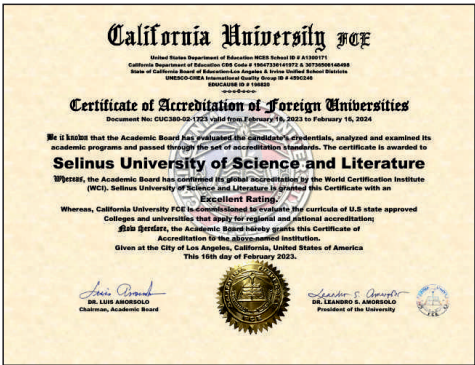 California University FCE
United States Department of Education NCES School ID # A1300171
California Department of Education CDS Code # 19647336141972 & 30736506148498
State of California Board of Education-Los Angeles & Irvine Unified School Districts
UNESCO-CHEA International Quality Group ID # 459C246
EDUCAUSE ID # 196820
Certificate of Accreditation of Foreign Universities
Document No: CUC380-02-1723 valid from February 16, 2023 to February 16, 2024
Be it known that the Academic Board has evaluated the candidate's credentials, analyzed and examined its
academic programs and passed through the set of accreditation standards. The certificate is awarded to
Selinus University of Science and Literature
Whereas, the Academic Board has confirmed its global accreditation by the World Certification Institute
(WCI). Selinus University of Science and Literature is granted this Certificate with an
Excellent Rating.
Whereas, California University FCE is commissioned to evaluate the curricula of U.S state approved
Colleges and universities that apply for regional and national accreditation;
Now therefore, the Academic Board hereby grants this Certificate of
Accreditation to the above-named institution.
Given at the City of Los Angeles, California, United States of America
This 16th day of February 2023.
DR. LUIS AMORSOLO
Chairman, Academic Board
DR. LEANDRO S. AMORSOLO
President of the University